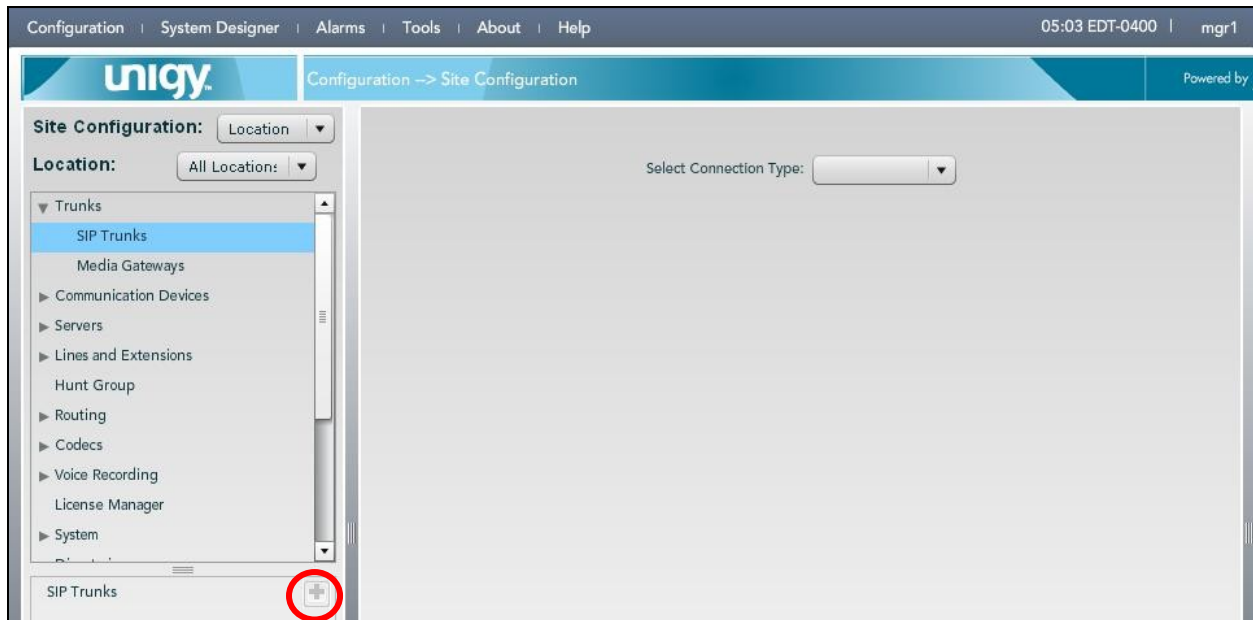 Configuration | System Designer | Alarms | Tools | About | Help 05:03 EDT-0400 | mgr1
unigy™ Configuration --> Site Configuration Powered by
Site Configuration: Location
Location: All Location:
Select Connection Type:
Trunks
SIP Trunks
Media Gateways
Communication Devices
Servers
Lines and Extensions
Hunt Group
Routing
Codecs
Voice Recording
License Manager
System
SIP Trunks